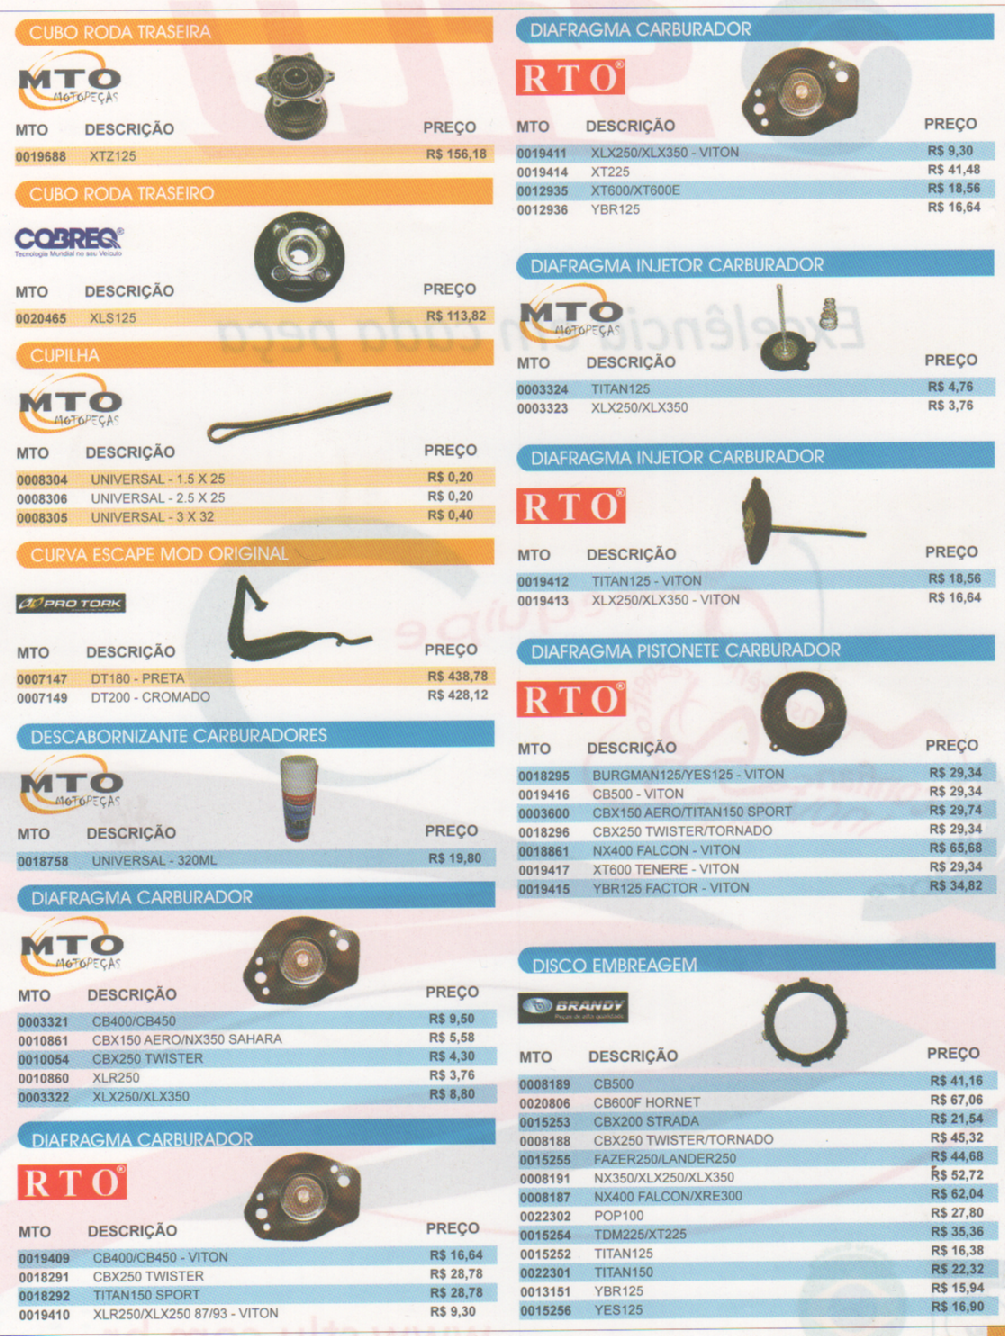 CUBO RODA TRASEIRA
MTO
MOTOPEÇAS
MTO DESCRIÇÃO PREÇO
0019688 XTZ125 R$ 156,18
CUBO RODA TRASEIRO
COBREQ®
Tecnologia Mundial no seu Veículo
MTO DESCRIÇÃO PREÇO
0020465 XLS125 R$ 113,82
CUPILHA
MTO
MOTOPEÇAS
MTO DESCRIÇÃO PREÇO
0008304 UNIVERSAL - 1.5 X 25 R$ 0,20
0008306 UNIVERSAL - 2.5 X 25 R$ 0,20
0008305 UNIVERSAL - 3 X 32 R$ 0,40
CURVA ESCAPE MOD ORIGINAL
PRO TORK
MTO DESCRIÇÃO PREÇO
0007147 DT180 - PRETA R$ 438,78
0007149 DT200 - CROMADO R$ 428,12
DESCABORNIZANTE CARBURADORES
MTO
MOTOPEÇAS
MTO DESCRIÇÃO PREÇO
0018758 UNIVERSAL - 320ML R$ 19,80
DIAFRAGMA CARBURADOR
MTO
MOTOPEÇAS
MTO DESCRIÇÃO PREÇO
0003321 CB400/CB450 R$ 9,50
0010861 CBX150 AERO/NX350 SAHARA R$ 5,58
0010054 CBX250 TWISTER R$ 4,30
0010860 XLR250 R$ 3,76
0003322 XLX250/XLX350 R$ 8,80
DIAFRAGMA CARBURADOR
RTO®
MTO DESCRIÇÃO PREÇO
0019409 CB400/CB450 - VITON R$ 16,64
0018291 CBX250 TWISTER R$ 28,78
0018292 TITAN150 SPORT R$ 28,78
0019410 XLR250/XLX250 87/93 - VITON R$ 9,30
DIAFRAGMA CARBURADOR
RTO®
MTO DESCRIÇÃO PREÇO
0019411 XLX250/XLX350 - VITON R$ 9,30
0019414 XT225 R$ 41,48
0012935 XT600/XT600E R$ 18,56
0012936 YBR125 R$ 16,64
DIAFRAGMA INJETOR CARBURADOR
MTO
MOTOPEÇAS
MTO DESCRIÇÃO PREÇO
0003324 TITAN125 R$ 4,76
0003323 XLX250/XLX350 R$ 3,76
DIAFRAGMA INJETOR CARBURADOR
RTO®
MTO DESCRIÇÃO PREÇO
0019412 TITAN125 - VITON R$ 18,56
0019413 XLX250/XLX350 - VITON R$ 16,64
DIAFRAGMA PISTONETE CARBURADOR
RTO®
MTO DESCRIÇÃO PREÇO
0018295 BURGMAN125/YES125 - VITON R$ 29,34
0019416 CB500 - VITON R$ 29,34
0003600 CBX150 AERO/TITAN150 SPORT R$ 29,74
0018296 CBX250 TWISTER/TORNADO R$ 29,34
0018861 NX400 FALCON - VITON R$ 65,68
0019417 XT600 TENERE - VITON R$ 29,34
0019415 YBR125 FACTOR - VITON R$ 34,82
DISCO EMBREAGEM
BRANDY
Peças de alta qualidade
MTO DESCRIÇÃO PREÇO
0008189 CB500 R$ 41,16
0020806 CB600F HORNET R$ 67,06
0015253 CBX200 STRADA R$ 21,54
0008188 CBX250 TWISTER/TORNADO R$ 45,32
0015255 FAZER250/LANDER250 R$ 44,68
0008191 NX350/XLX250/XLX350 R$ 52,72
0008187 NX400 FALCON/XRE300 R$ 62,04
0022302 POP100 R$ 27,80
0015254 TDM225/XT225 R$ 35,36
0015252 TITAN125 R$ 16,38
0022301 TITAN150 R$ 22,32
0013151 YBR125 R$ 15,94
0015256 YES125 R$ 16,90